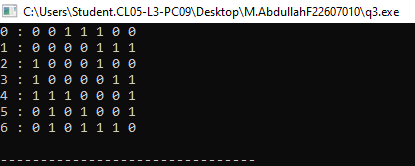 C:\Users\Student.CL05-L3-PC09\Desktop\M.AbdullahF22607010\q3.exe
0 : 0 0 1 1 1 0 0
1 : 0 0 0 0 1 1 1
2 : 1 0 0 0 1 0 0
3 : 1 0 0 0 0 1 1
4 : 1 1 1 0 0 0 1
5 : 0 1 0 1 0 0 1
6 : 0 1 0 1 1 1 0
--------------------------------